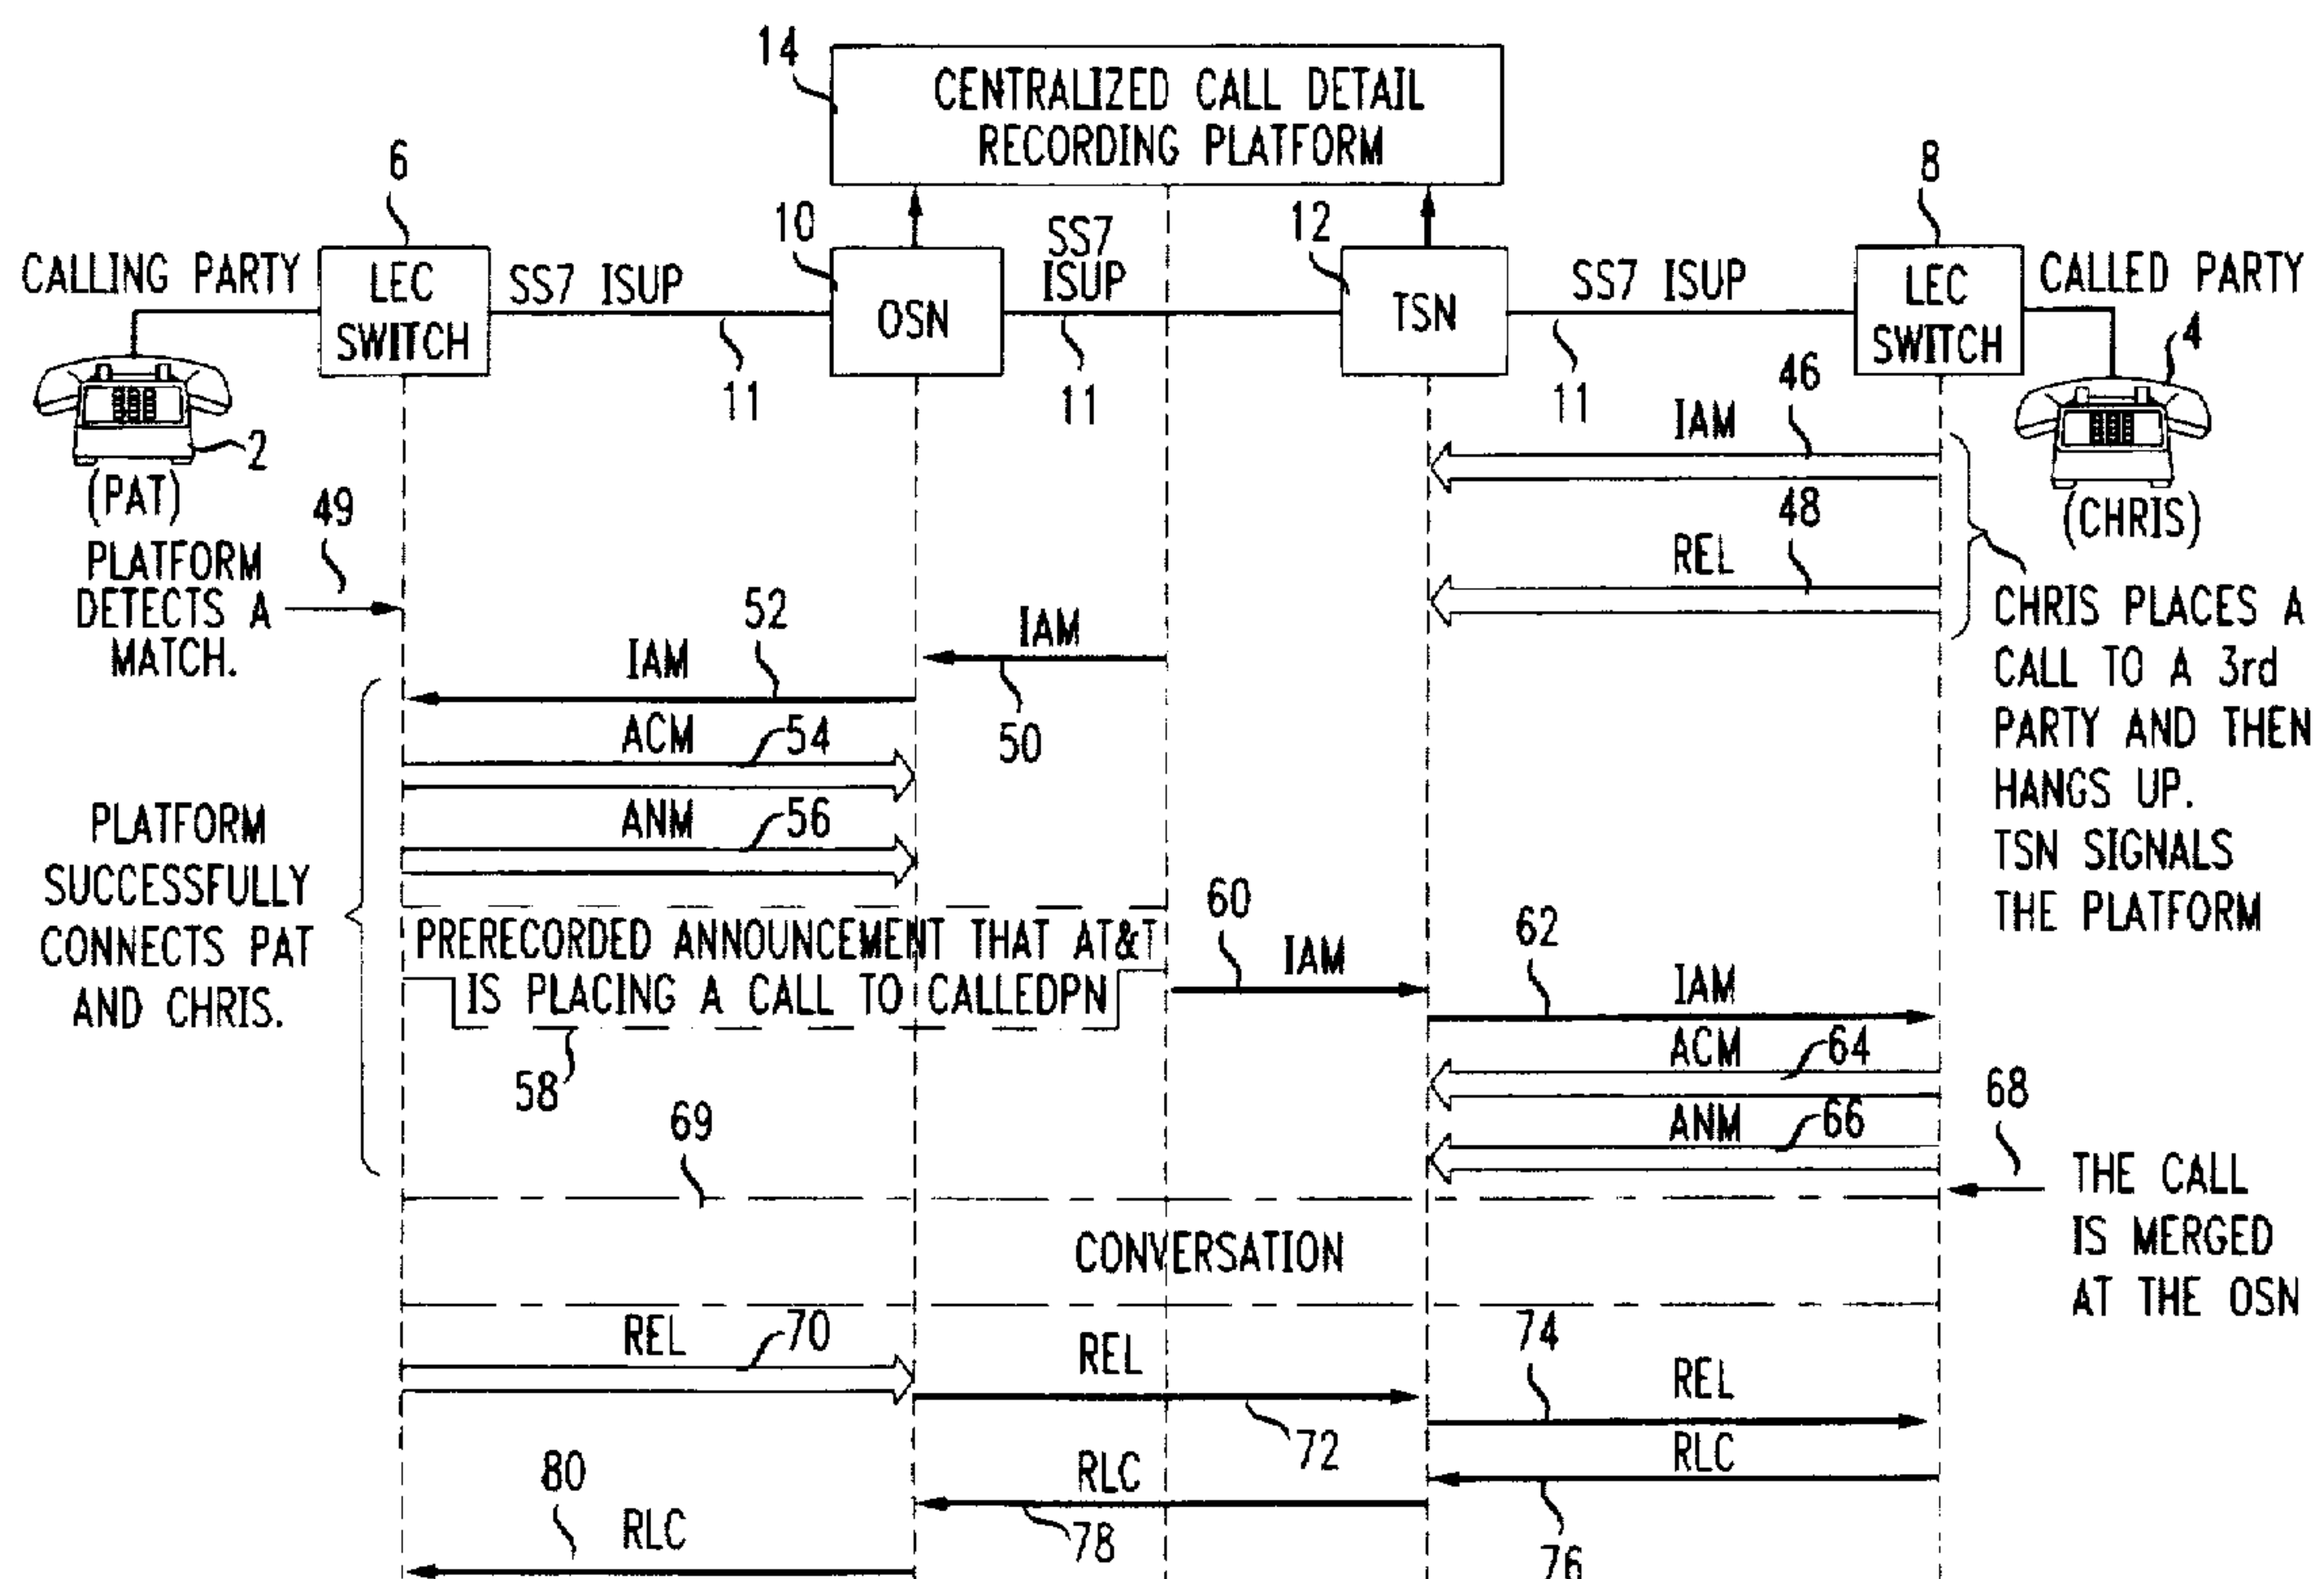 14
CENTRALIZED CALL DETAIL
RECORDING PLATFORM
6
8
10
SS7
ISUP
12
CALLING PARTY
LEC
SWITCH
SS7 ISUP
OSN
TSN
SS7 ISUP
LEC
SWITCH
CALLED PARTY
4
11
11
11
46
IAM
2
(PAT)
49
48
(CHRIS)
PLATFORM
DETECTS A
MATCH.
REL
CHRIS PLACES A
CALL TO A 3rd
PARTY AND THEN
HANGS UP.
TSN SIGNALS
THE PLATFORM
52
IAM
IAM
50
ACM
54
ANM
56
PLATFORM
SUCCESSFULLY
CONNECTS PAT
AND CHRIS.
PRERECORDED ANNOUNCEMENT THAT AT&T
IS PLACING A CALL TO CALLEDPN
58
60
IAM
62
IAM
ACM
64
ANM
66
68
69
THE CALL
IS MERGED
AT THE OSN
CONVERSATION
REL
70
REL
72
74
REL
RLC
76
RLC
78
80
RLC